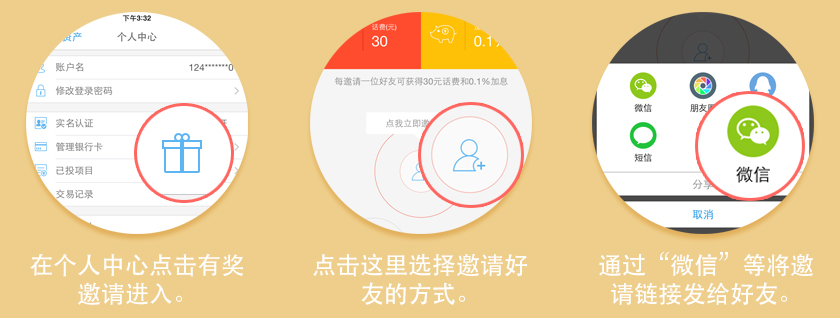 下午3:32
资产
个人中心
账户名
124*******0
修改登录密码
实名认证
管理银行卡
已投项目
交易记录
在个人中心点击有奖
邀请进入。
话费(元)
30
0.1%
每邀请一位好友可获得30元话费和0.1%加息
点我立即邀
点击这里选择邀请好
友的方式。
微信
朋友
短信
微信
分享
取消
通过“微信”等将邀
请链接发给好友。